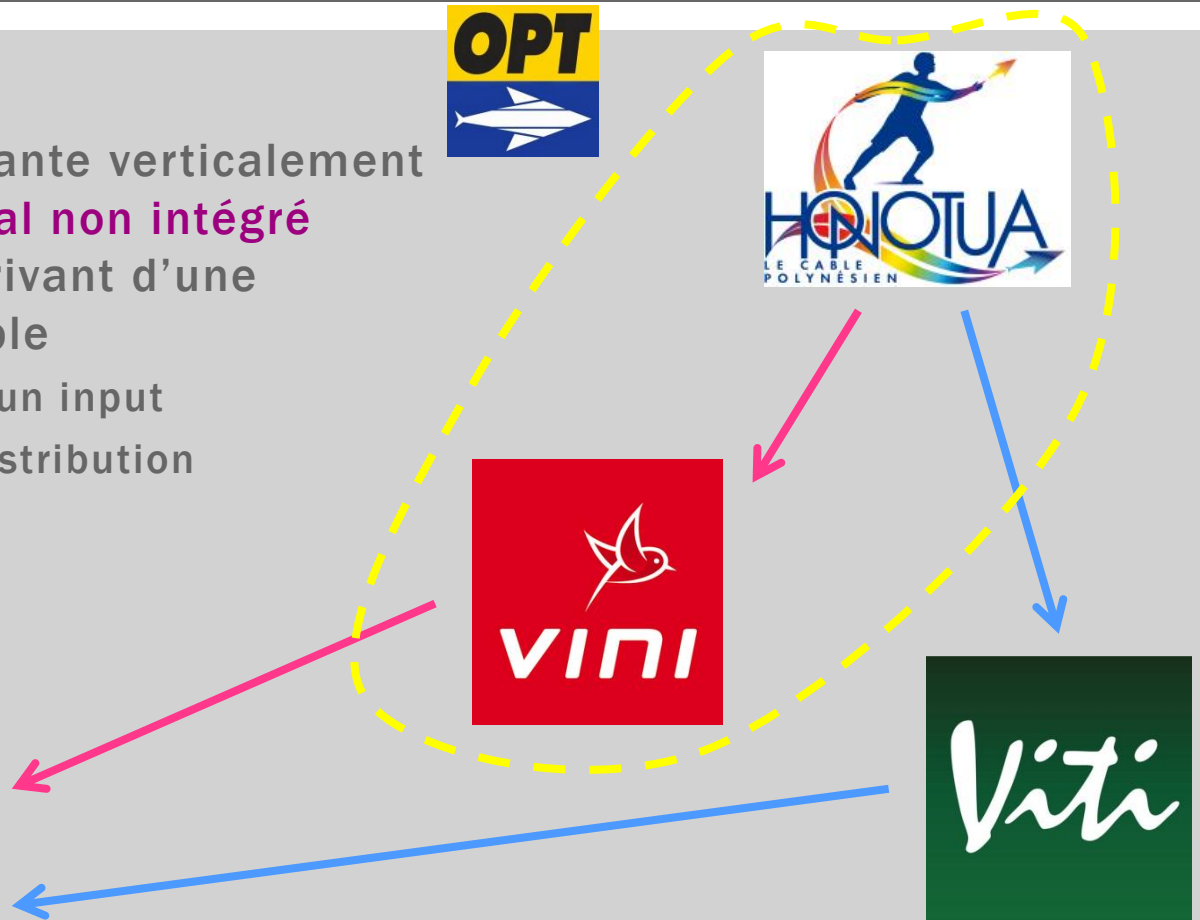 OPT
ante verticalement
al non intégré
rivant d'une
ble
un input
stribution
HONOTUA
LE CABLE
POLYNÉSIEN
VINI
Viti